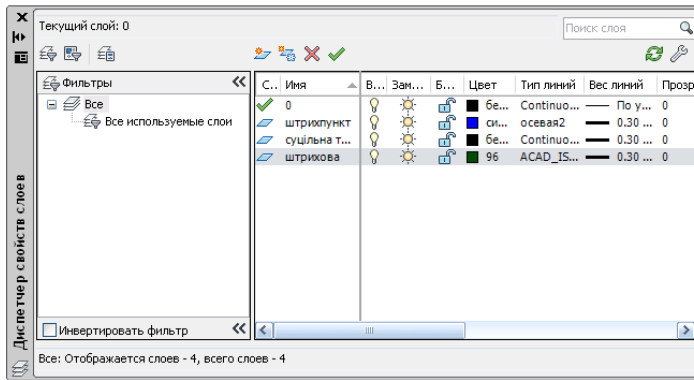 Текущий слой: 0
Поиск слоя
Фильтры
Все
Все используемые слои
Инвертировать фильтр
С.. Имя В... Зам... Б... Цвет Тип линий Вес линий Прозр
0 бе... Continuo... По у... 0
штрихпункт си... осевая2 0.30 ... 0
суцільна т... бе... Continuo... 0.30 ... 0
штрихова 96 ACAD_IS... 0.30 ... 0
Все: Отображается слоев - 4, всего слоев - 4
Диспетчер свойств слоев